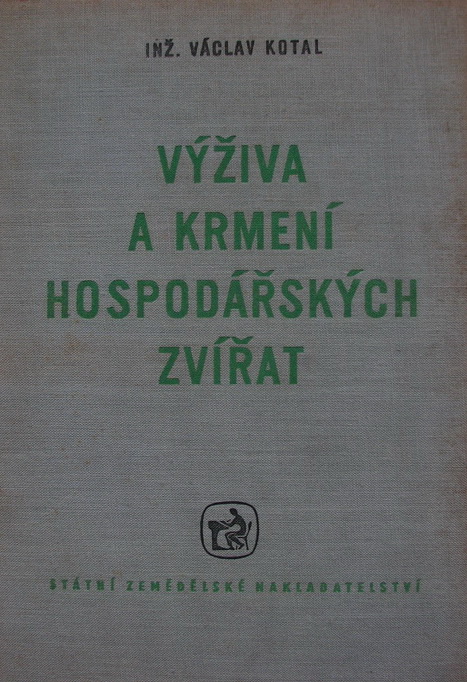 INŽ. VÁCLAV KOTAL
VÝŽIVA
A KRMENÍ
HOSPODÁŘSKÝCH
ZVÍŘAT
STÁTNÍ ZEMĚDĚLSKÉ NAKLADATELSTVÍ